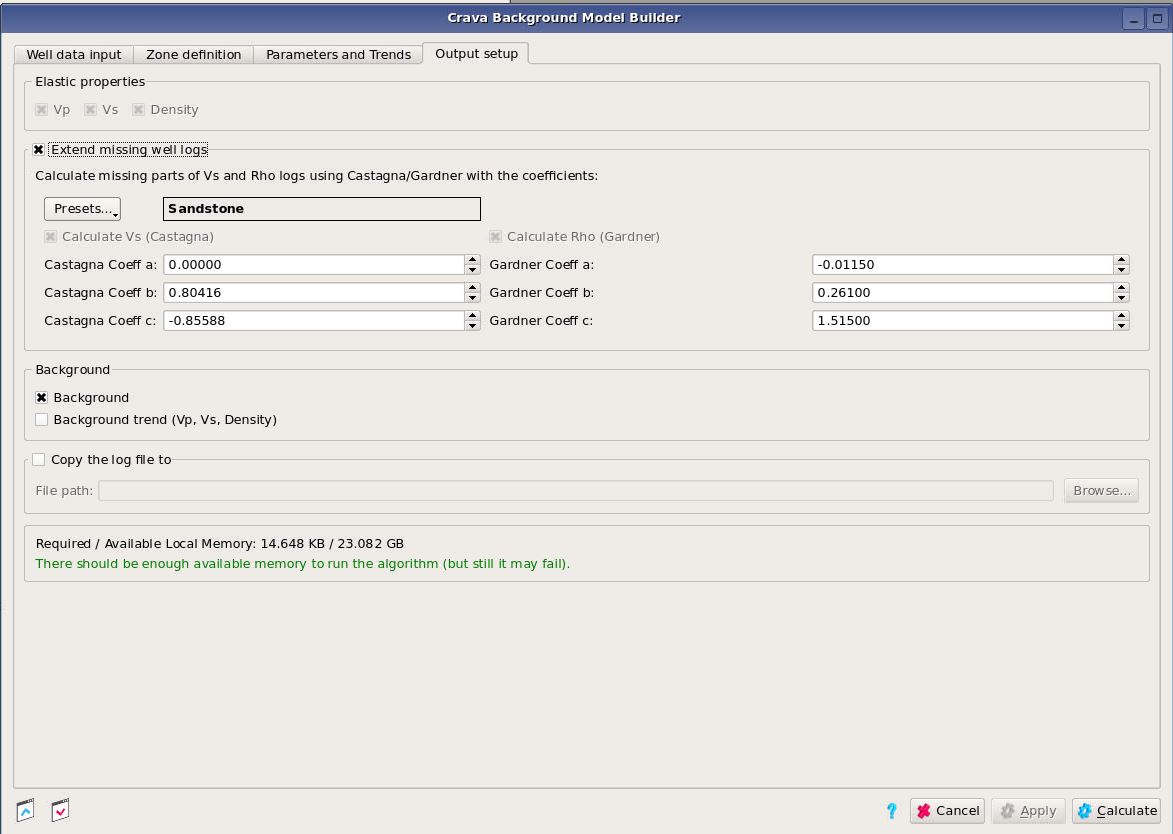 Crava Background Model Builder
Well data input Zone definition Parameters and Trends Output setup
Elastic properties
Vp Vs Density
Extend missing well logs
Calculate missing parts of Vs and Rho logs using Castagna/Gardner with the coefficients:
Presets... Sandstone
Calculate Vs (Castagna) Calculate Rho (Gardner)
Castagna Coeff a: 0.00000 Gardner Coeff a: -0.01150
Castagna Coeff b: 0.80416 Gardner Coeff b: 0.26100
Castagna Coeff c: -0.85588 Gardner Coeff c: 1.51500
Background
Background
Background trend (Vp, Vs, Density)
Copy the log file to
File path: Browse...
Required / Available Local Memory: 14.648 KB / 23.082 GB
There should be enough available memory to run the algorithm (but still it may fail).
? Cancel Apply Calculate